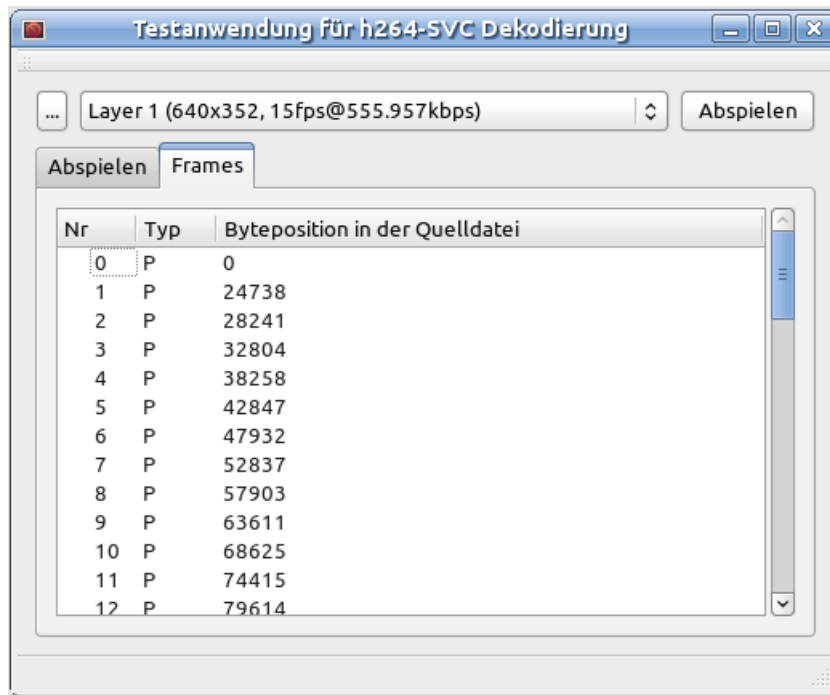 Testanwendung für h264-SVC Dekodierung
... Layer 1 (640x352, 15fps@555.957kbps) Abspielen
Abspielen Frames
Nr Typ Byteposition in der Quelldatei
0 P 0
1 P 24738
2 P 28241
3 P 32804
4 P 38258
5 P 42847
6 P 47932
7 P 52837
8 P 57903
9 P 63611
10 P 68625
11 P 74415
12 P 79614